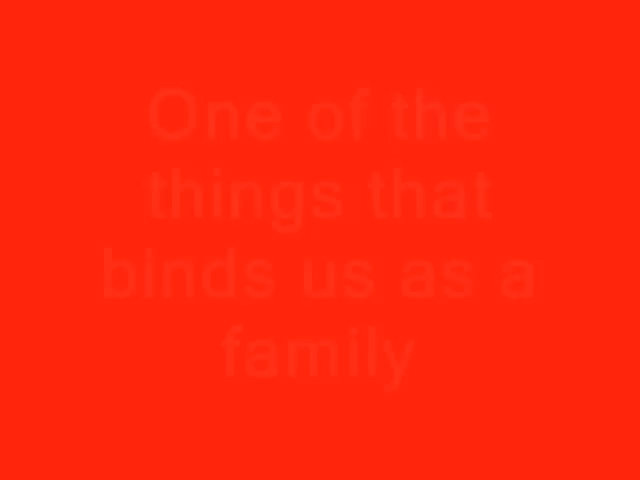 One of the
things that
binds us as a
family